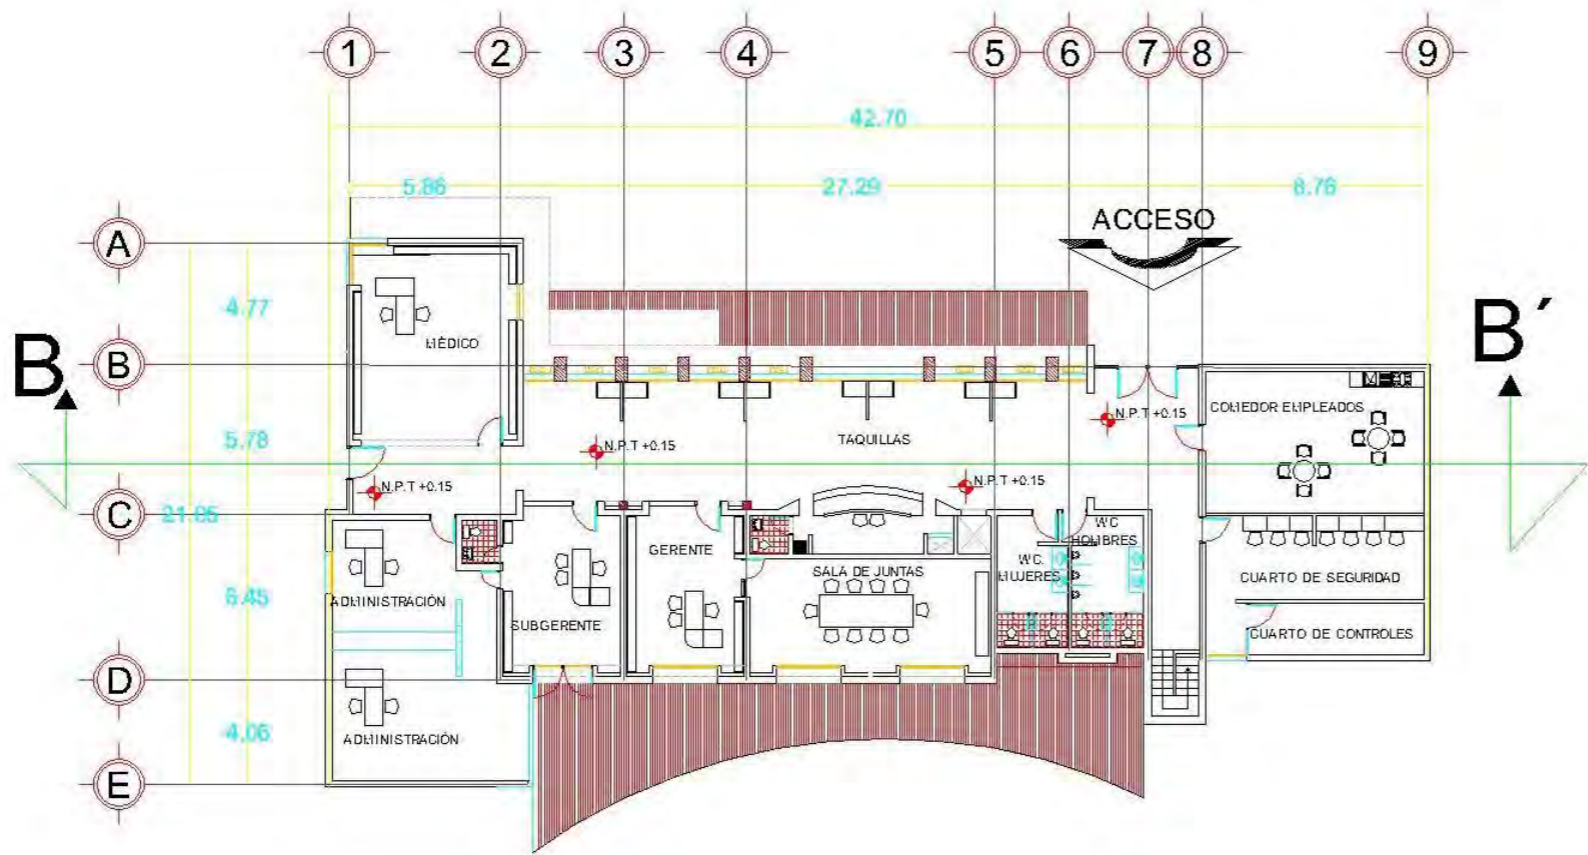 1 2 3 4 5 6 7 8 9
42.70
5.86 27.29 8.76
ACCESO
A
4.77
B B´
MÉDICO
B
N.P.T +0.15
COMEDOR EMPLEADOS
5.78
TAQUILLAS
N.P.T +0.15
N.P.T +0.15
N.P.T +0.15
C
21.05
WC
HOMBRES
GERENTE
WC.
MUJERES
SALA DE JUNTAS
CUARTO DE SEGURIDAD
6.45
ADMINISTRACIÓN
SUBGERENTE
CUARTO DE CONTROLES
D
4.06
ADMINISTRACIÓN
E